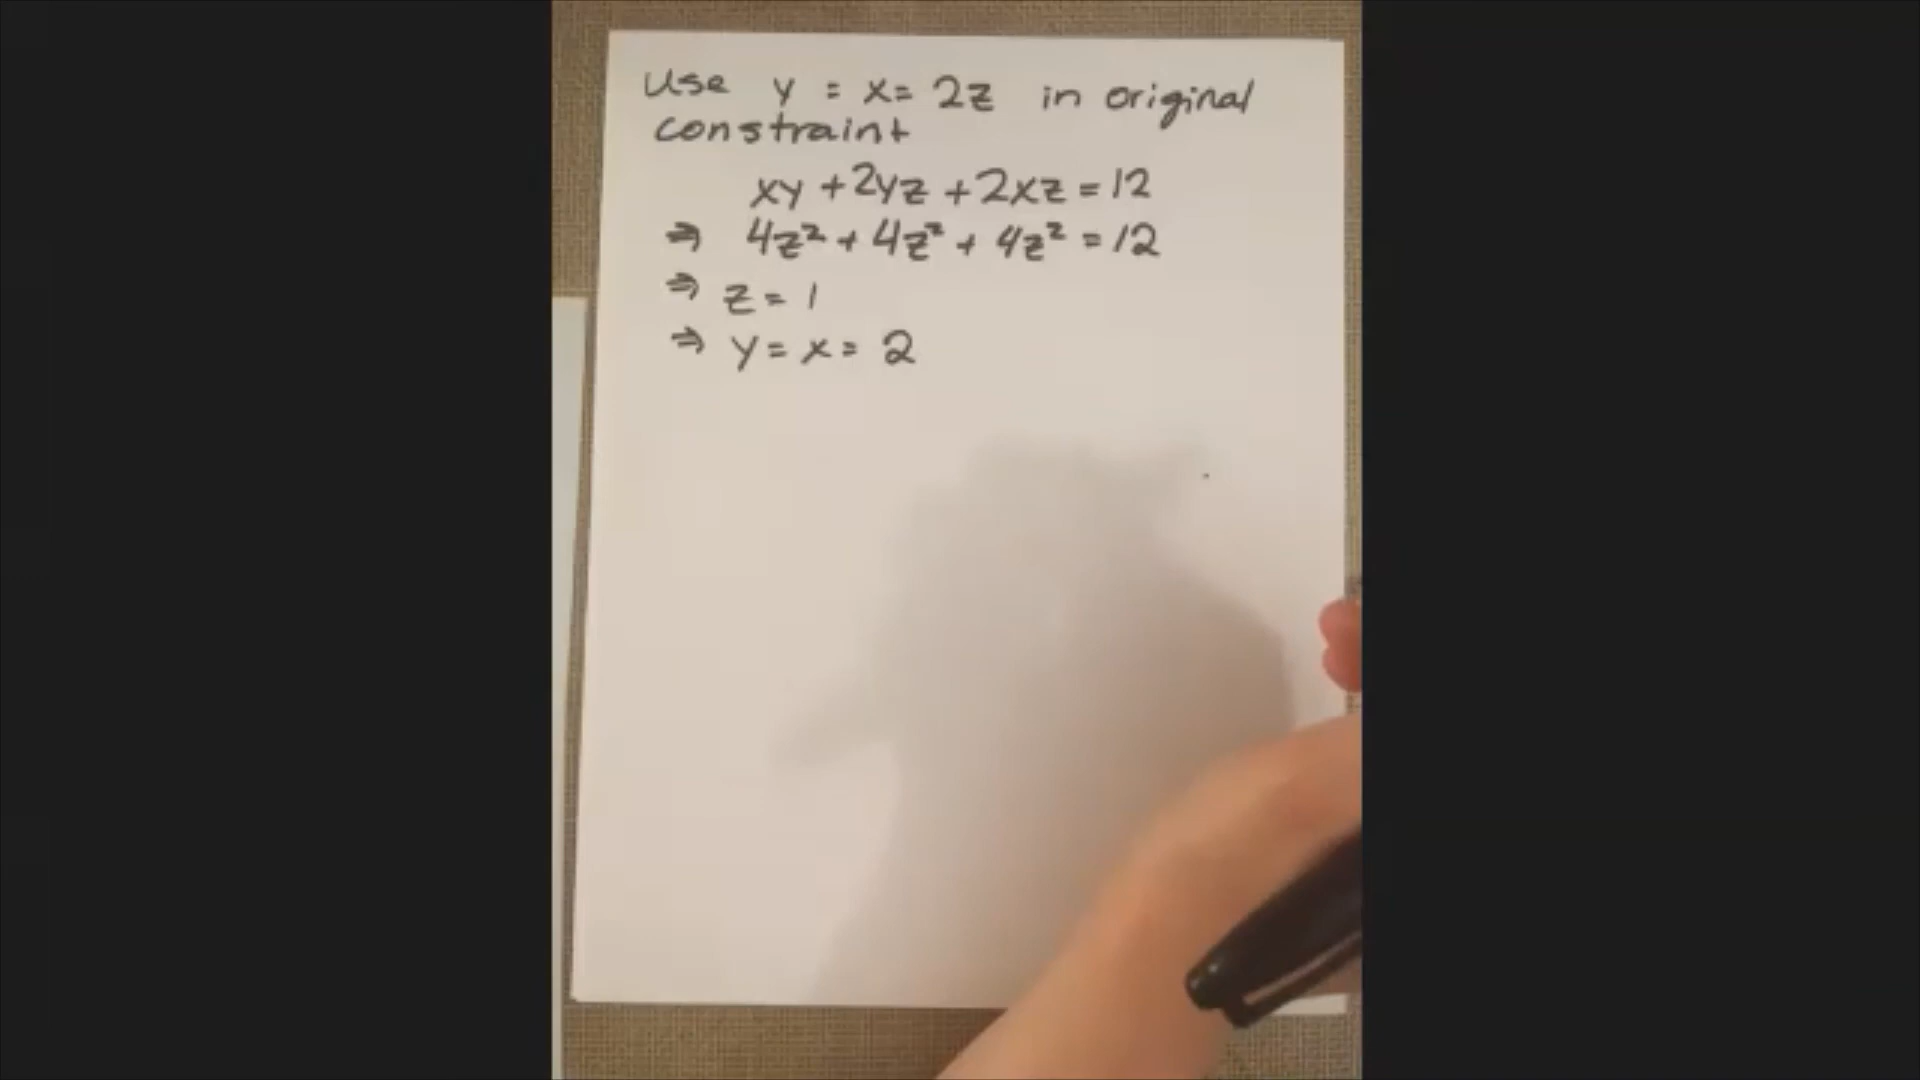 Use y = x = 2z in original
constraint
xy + 2yz + 2xz = 12
⇒ 4z² + 4z² + 4z² = 12
⇒ z = 1
⇒ y = x = 2